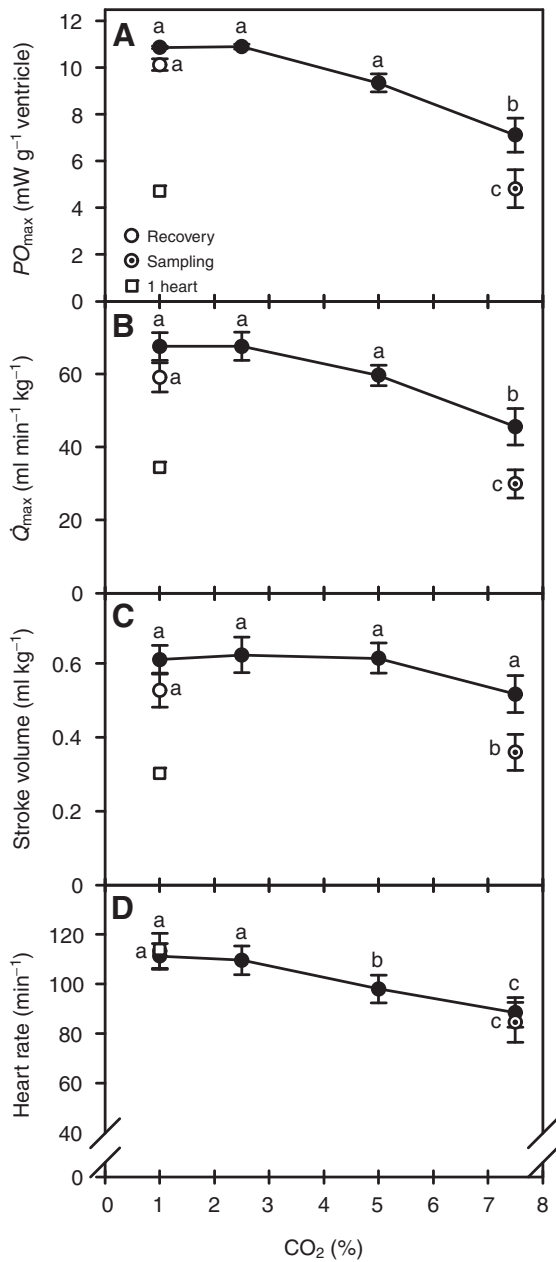 A
12
10
8
6
4
2
0
POmax (mW g−1 ventricle)
a
a
a
a
b
c
Recovery
Sampling
1 heart
B
60
40
20
0
Q̇max (ml min−1 kg−1)
a
a
a
a
b
c
C
0.6
0.4
0.2
0
Stroke volume (ml kg−1)
a
a
a
a
a
b
D
120
100
80
60
40
0
Heart rate (min−1)
a
a
a
b
c
c
0 1 2 3 4 5 6 7 8
CO2 (%)